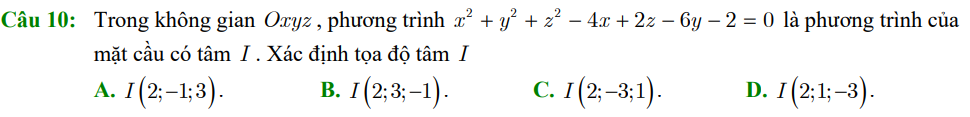 Câu 10: Trong không gian Oxyz, phương trình x² + y² + z² − 4x + 2z − 6y − 2 = 0 là phương trình của
mặt cầu có tâm I. Xác định tọa độ tâm I
A. I(2;−1;3). B. I(2;3;−1). C. I(2;−3;1). D. I(2;1;−3).